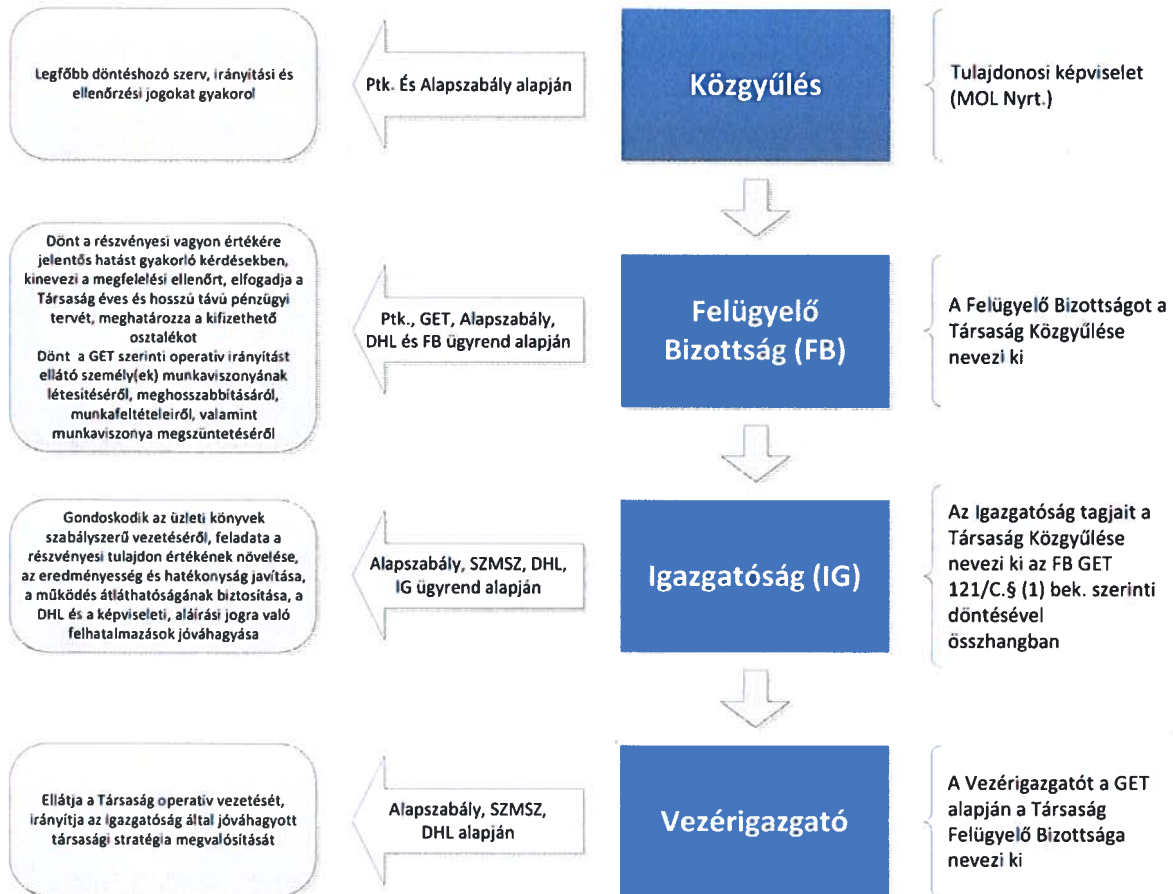 Legfőbb döntéshozó szerv, irányítási és
ellenőrzési jogokat gyakorol
Ptk. És Alapszabály alapján
Közgyűlés
Tulajdonosi képviselet
(MOL Nyrt.)
Dönt a részvényesi vagyon értékére
jelentős hatást gyakorló kérdésekben,
kinevezi a megfelelési ellenőrt, elfogadja a
Társaság éves és hosszú távú pénzügyi
tervét, meghatározza a kifizethető
osztalékot
Dönt a GET szerinti operatív irányítást
ellátó személy(ek) munkaviszonyának
létesítéséről, meghosszabbításáról,
munkafeltételeiről, valamint
munkaviszonya megszüntetéséről
Ptk., GET, Alapszabály,
DHL és FB ügyrend alapján
Felügyelő
Bizottság (FB)
A Felügyelő Bizottságot a
Társaság Közgyűlése
nevezi ki
Gondoskodik az üzleti könyvek
szabályszerű vezetéséről, feladata a
részvényesi tulajdon értékének növelése,
az eredményesség és hatékonyság javítása,
a működés átláthatóságának biztosítása, a
DHL és a képviseleti, aláírási jogra való
felhatalmazások jóváhagyása
Alapszabály, SZMSZ, DHL,
IG ügyrend alapján
Igazgatóság (IG)
Az Igazgatóság tagjait a
Társaság Közgyűlése
nevezi ki az FB GET
121/C.§ (1) bek. szerinti
döntésével
összhangban
Ellátja a Társaság operatív vezetését,
irányítja az Igazgatóság által jóváhagyott
társasági stratégia megvalósítását
Alapszabály, SZMSZ,
DHL alapján
Vezérigazgató
A Vezérigazgatót a GET
alapján a Társaság
Felügyelő Bizottsága
nevezi ki